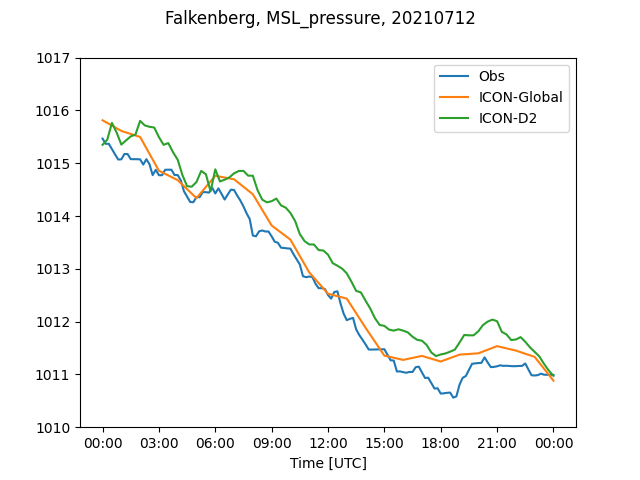 Falkenberg, MSL_pressure, 20210712
Obs
ICON-Global
ICON-D2
1017
1016
1015
1014
1013
1012
1011
1010
00:00 03:00 06:00 09:00 12:00 15:00 18:00 21:00 00:00
Time [UTC]